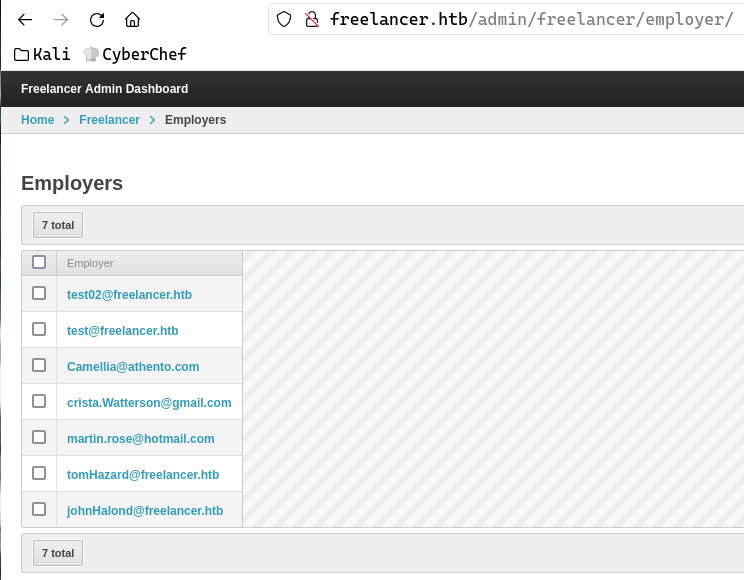 freelancer.htb/admin/freelancer/employer/
Kali CyberChef
Freelancer Admin Dashboard
Home > Freelancer > Employers
Employers
7 total
Employer
test02@freelancer.htb
test@freelancer.htb
Camellia@athento.com
crista.Watterson@gmail.com
martin.rose@hotmail.com
tomHazard@freelancer.htb
johnHalond@freelancer.htb
7 total